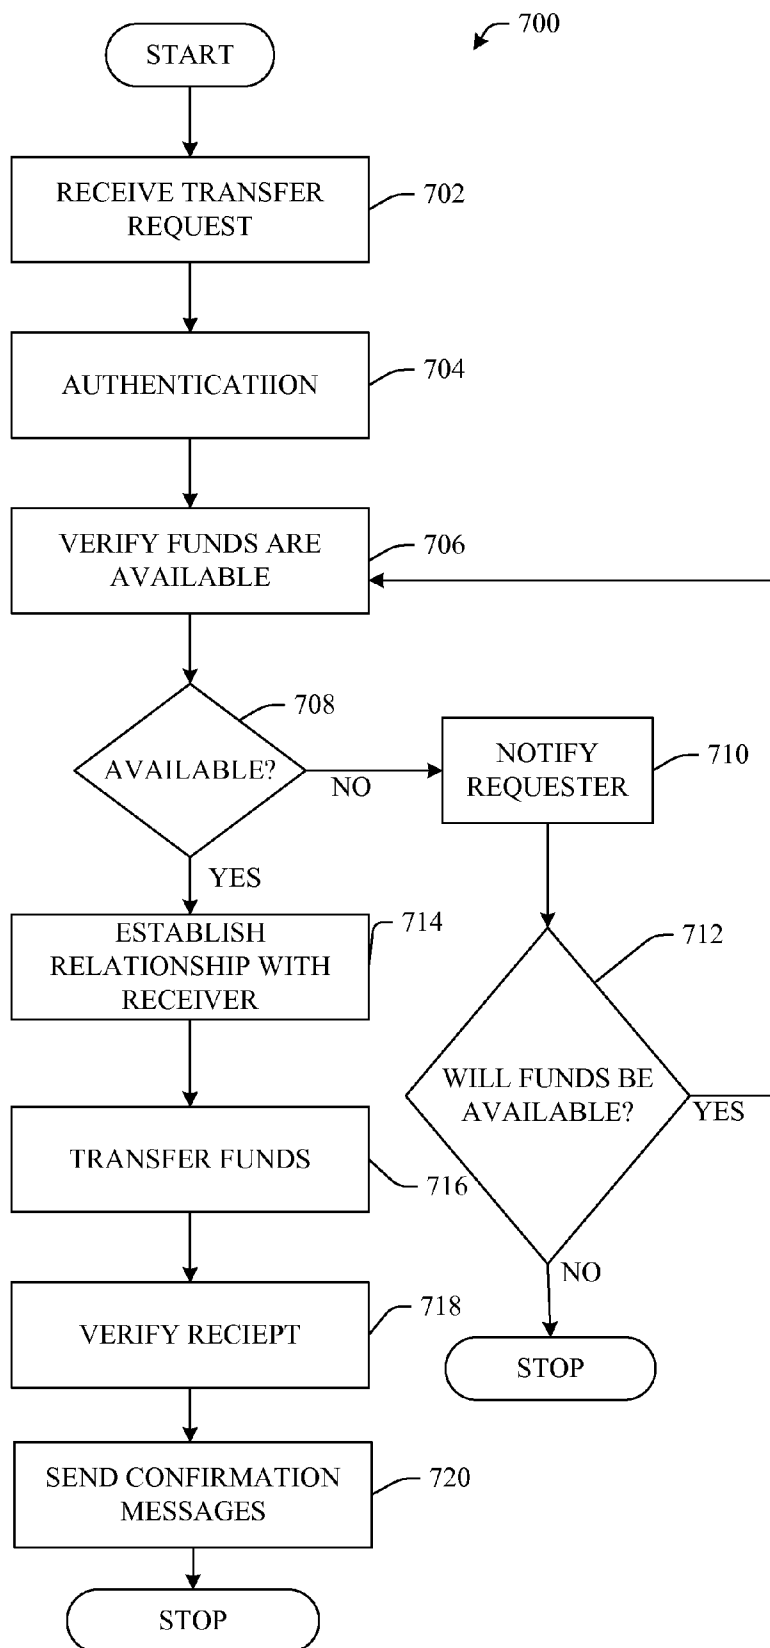 START
700
RECEIVE TRANSFER
REQUEST
702
AUTHENTICATIION
704
VERIFY FUNDS ARE
AVAILABLE
706
AVAILABLE?
708
NO
YES
NOTIFY
REQUESTER
710
WILL FUNDS BE
AVAILABLE?
712
YES
NO
STOP
ESTABLISH
RELATIONSHIP WITH
RECEIVER
714
TRANSFER FUNDS
716
VERIFY RECIEPT
718
SEND CONFIRMATION
MESSAGES
720
STOP